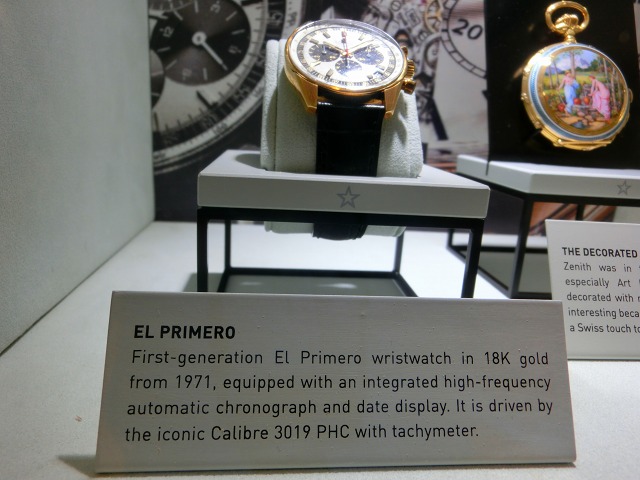 20
EL PRIMERO
First-generation El Primero wristwatch in 18K gold
from 1971, equipped with an integrated high-frequency
automatic chronograph and date display. It is driven by
the iconic Calibre 3019 PHC with tachymeter.
THE DECORATED
Zenith was in
especially Art
decorated with
interesting beca
a Swiss touch to